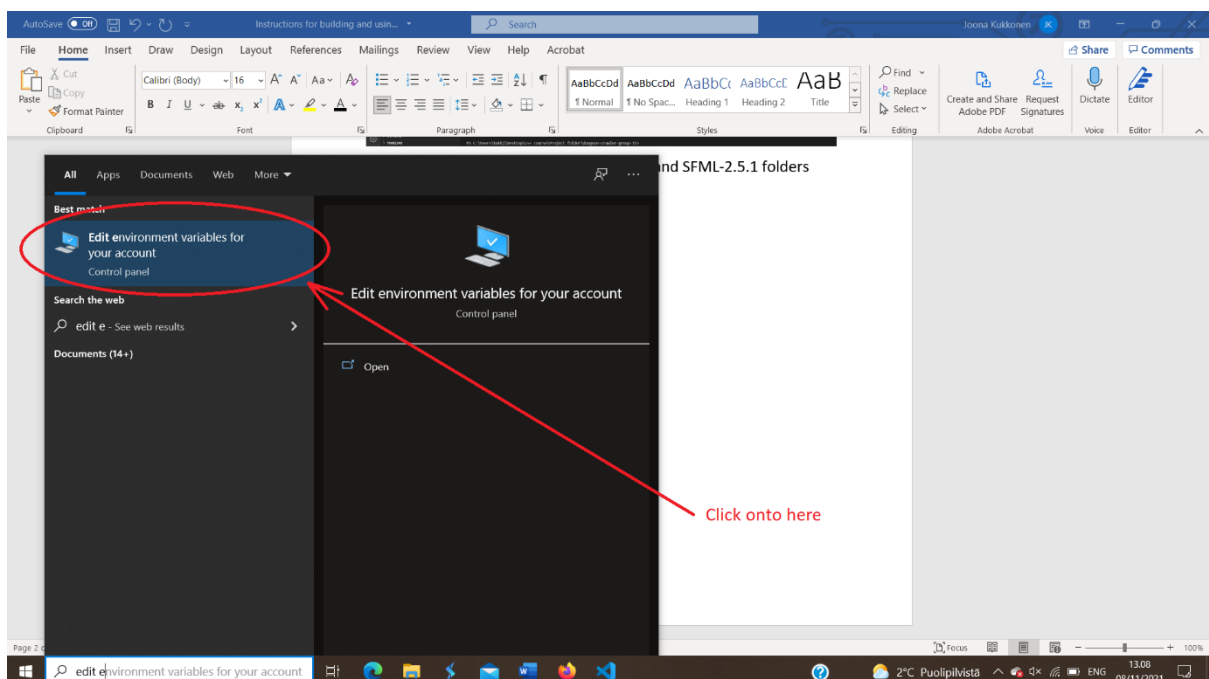 AutoSave Off Instructions for building and usin... Search Joona Kukkonen
File Home Insert Draw Design Layout References Mailings Review View Help Acrobat Share Comments
Paste
Cut
Copy
Format Painter
Calibri (Body) 16
AaBbCcDd AaBbCcDd AaBbCc AaBbCcC AaB
Normal No Spac... Heading 1 Heading 2 Title
Find
Replace
Select
Create and Share Adobe PDF
Request Signatures
Dictate
Editor
Clipboard Font Paragraph Styles Editing Adobe Acrobat Voice Editor
and SFML-2.5.1 folders
All Apps Documents Web More
Best match
Edit environment variables for
your account
Control panel
Search the web
edit e - See web results
Documents (14+)
Edit environment variables for your account
Control panel
Open
Click onto here
Page 2 Focus 100%
edit environment variables for your account
2°C Puolipilvistä ENG 13.08
08/11/2021